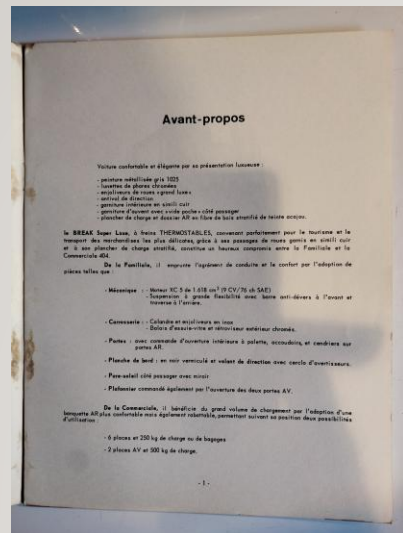 Avant-propos
Voiture confortable et élégante par sa présentation luxueuse :
- peinture métallisée gris 1025
- lunettes de phares chromées
- enjoliveurs de roues «grand luxe»
- antivol de direction
- garniture intérieure en simili cuir
- garniture d'auvent avec «vide poche» côté passager
- plancher de charge et dossier AR en fibre de bois stratifié de teinte acajou.
le BREAK Super Luxe, à freins THERMOSTABLES, convenant parfaitement pour le tourisme et le
transport des marchandises les plus délicates, grâce à ses passages de roues garnis en simili cuir
et à son plancher de charge stratifié, constitue un heureux compromis entre la Familiale et la
Commerciale 404.
De la Familiale, il emprunte l'agrément de conduite et le confort par l'adoption de
pièces telles que :
- Mécanique : - Moteur XC 5 de 1.618 cm3 (9 CV/76 ch SAE)
- Suspension à grande flexibilité avec barre anti-dévers à l'avant et
traverse à l'arrière.
- Carrosserie : - Calandre et enjoliveurs en inox
- Balais d'essuie-vitre et rétroviseur extérieur chromés.
- Portes : avec commande d'ouverture intérieure à palette, accoudoirs, et cendriers sur
portes AR.
- Planche de bord : en noir vermiculé et volant de direction avec cerclo d'avertisseurs.
- Pare-soleil côté passager avec miroir
- Plafonnier commandé également par l'ouverture des deux portes AV.
De la Commerciale, il bénéficie du grand volume de chargement par l'adoption d'une
banquette AR plus confortable mais également rabattable, permettant suivant sa position deux possibilités
d'utilisation :
- 6 places et 250 kg de charge ou de bagages
- 2 places AV et 500 kg de charge.
- 1 -